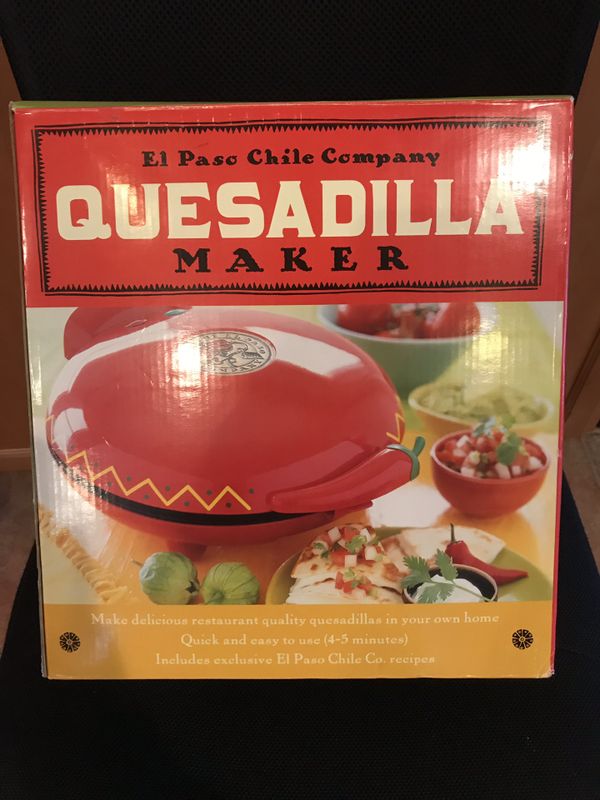 El Paso Chile Company
QUESADILLA
MAKER
Make delicious restaurant quality quesadillas in your own home
Quick and easy to use (4-5 minutes)
Includes exclusive El Paso Chile Co. recipes